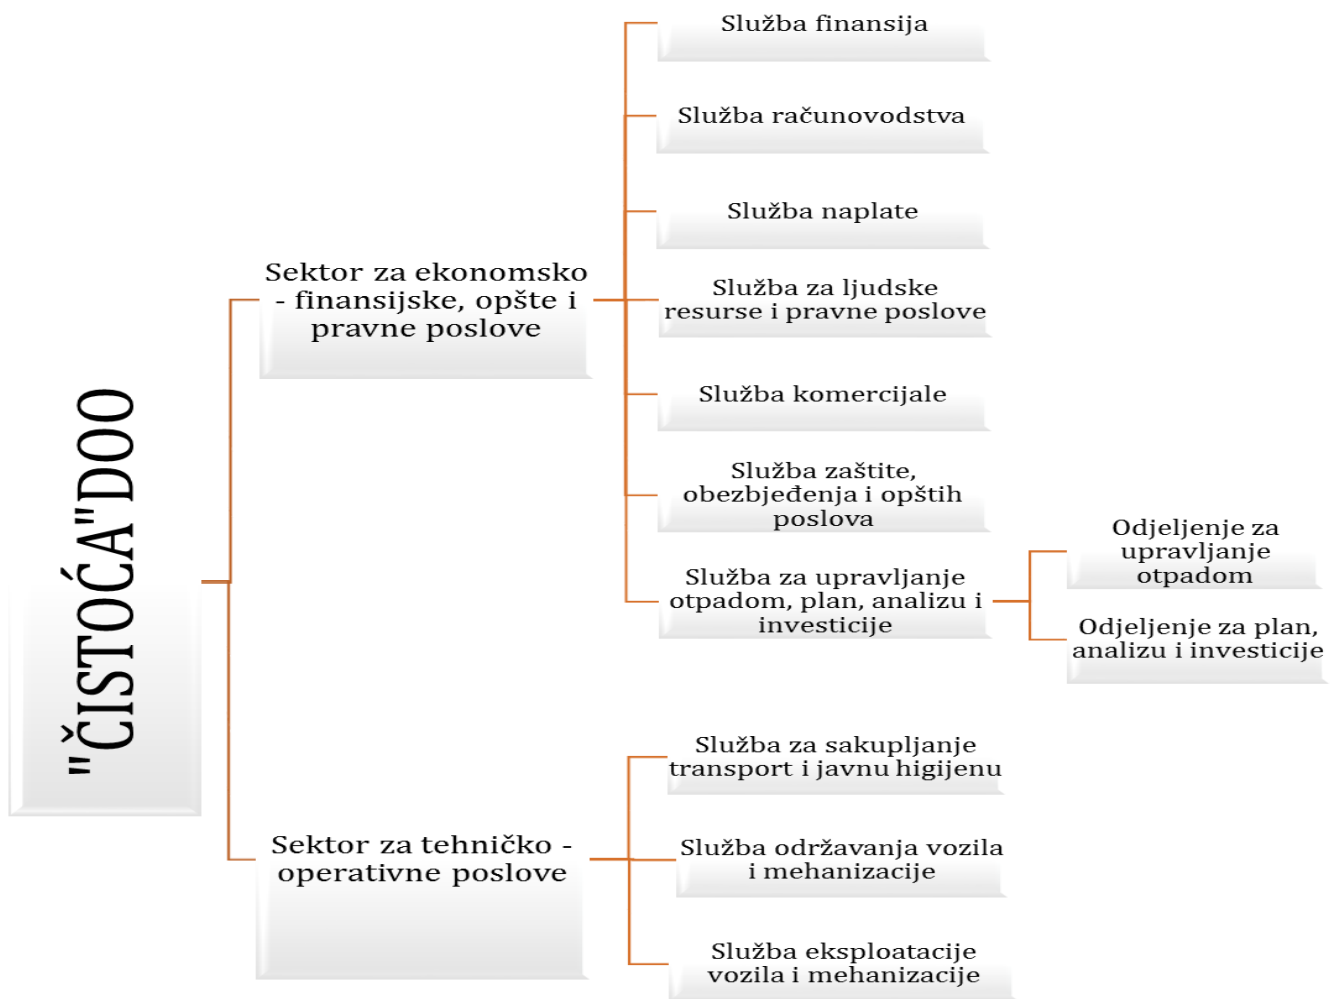 "ČISTOĆA"DOO
Sektor za ekonomsko
- finansijske, opšte i
pravne poslove
Služba finansija
Služba računovodstva
Služba naplate
Služba za ljudske
resurse i pravne poslove
Služba komercijale
Služba zaštite,
obezbjeđenja i opštih
poslova
Služba za upravljanje
otpadom, plan, analizu i
investicije
Odjeljenje za
upravljanje
otpadom
Odjeljenje za plan,
analizu i investicije
Sektor za tehničko -
operativne poslove
Služba za sakupljanje
transport i javnu higijenu
Služba održavanja vozila
i mehanizacije
Služba eksploatacije
vozila i mehanizacije